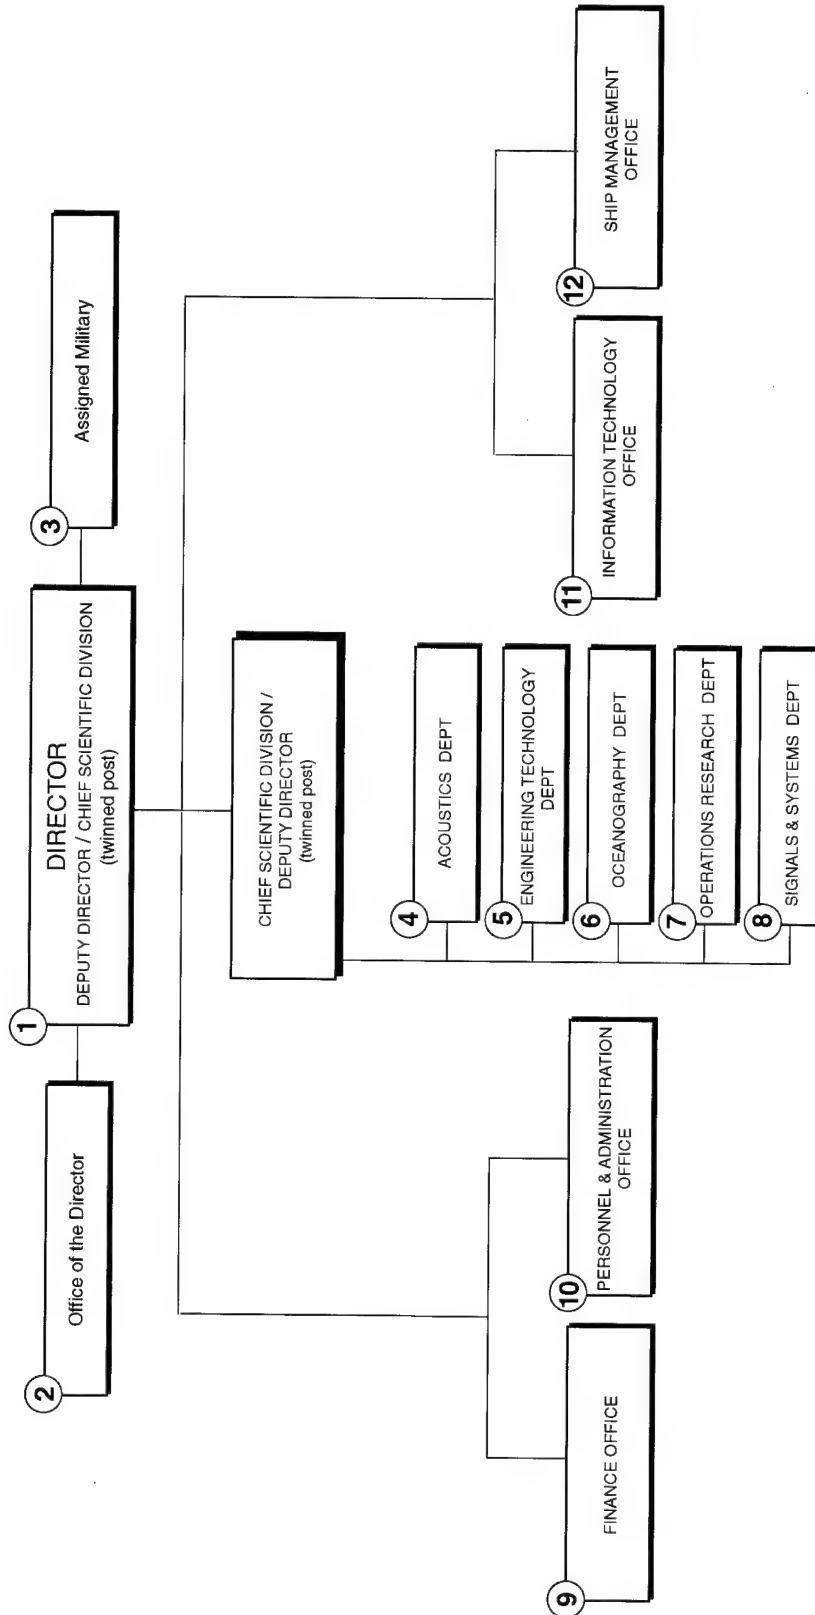 1
DIRECTOR
DEPUTY DIRECTOR / CHIEF SCIENTIFIC DIVISION
(twinned post)
2
Office of the Director
3
Assigned Military
CHIEF SCIENTIFIC DIVISION /
DEPUTY DIRECTOR
(twinned post)
4
ACOUSTICS DEPT
5
ENGINEERING TECHNOLOGY
DEPT
6
OCEANOGRAPHY DEPT
7
OPERATIONS RESEARCH DEPT
8
SIGNALS & SYSTEMS DEPT
9
FINANCE OFFICE
10
PERSONNEL & ADMINISTRATION
OFFICE
11
INFORMATION TECHNOLOGY
OFFICE
12
SHIP MANAGEMENT
OFFICE